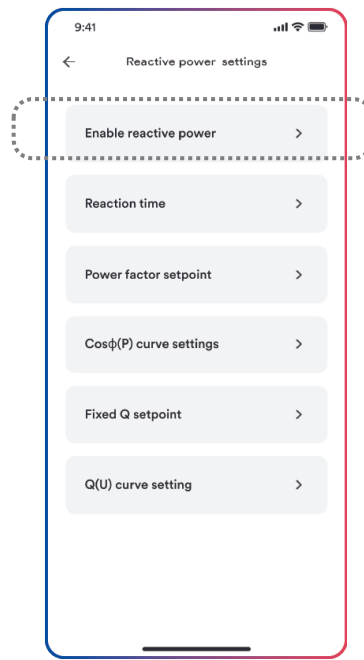 9:41
Reactive power settings
Enable reactive power
Reaction time
Power factor setpoint
Cosϕ(P) curve settings
Fixed Q setpoint
Q(U) curve setting